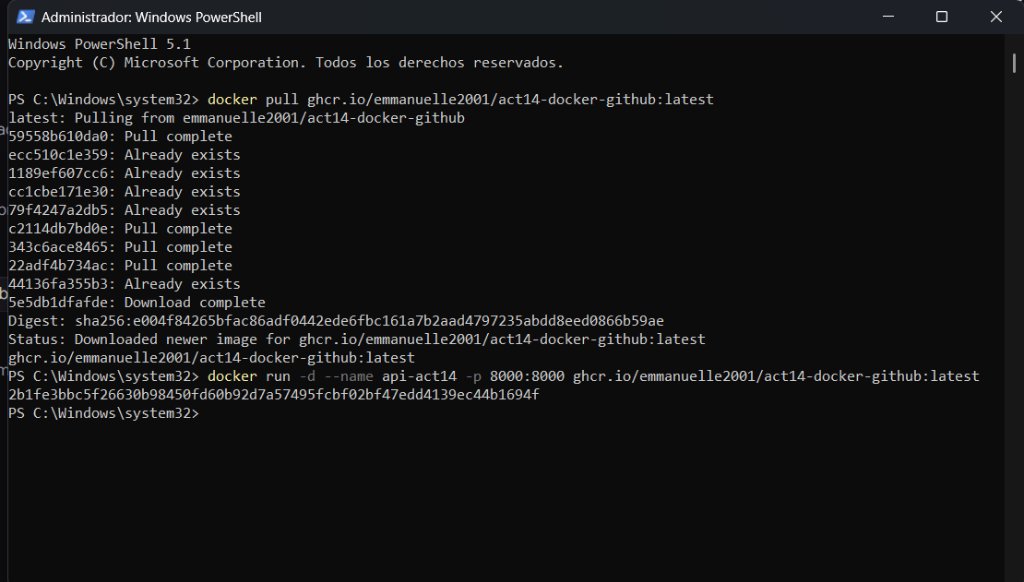 Administrador: Windows PowerShell
Windows PowerShell 5.1
Copyright (C) Microsoft Corporation. Todos los derechos reservados.
PS C:\Windows\system32> docker pull ghcr.io/emmanuelle2001/act14-docker-github:latest
latest: Pulling from emmanuelle2001/act14-docker-github
59558b610da0: Pull complete
ecc510c1e359: Already exists
1189ef607cc6: Already exists
cc1cbe171e30: Already exists
79f4247a2db5: Already exists
c2114db7bd0e: Pull complete
343c6ace8465: Pull complete
22adf4b734ac: Pull complete
44136fa355b3: Already exists
5e5db1dfafde: Download complete
Digest: sha256:e004f84265bfac86adf0442ede6fbc161a7b2aad4797235abdd8eed0866b59ae
Status: Downloaded newer image for ghcr.io/emmanuelle2001/act14-docker-github:latest
ghcr.io/emmanuelle2001/act14-docker-github:latest
PS C:\Windows\system32> docker run -d --name api-act14 -p 8000:8000 ghcr.io/emmanuelle2001/act14-docker-github:latest
2b1fe3bbc5f26630b98450fd60b92d7a57495fcbf02bf47edd4139ec44b1694f
PS C:\Windows\system32>